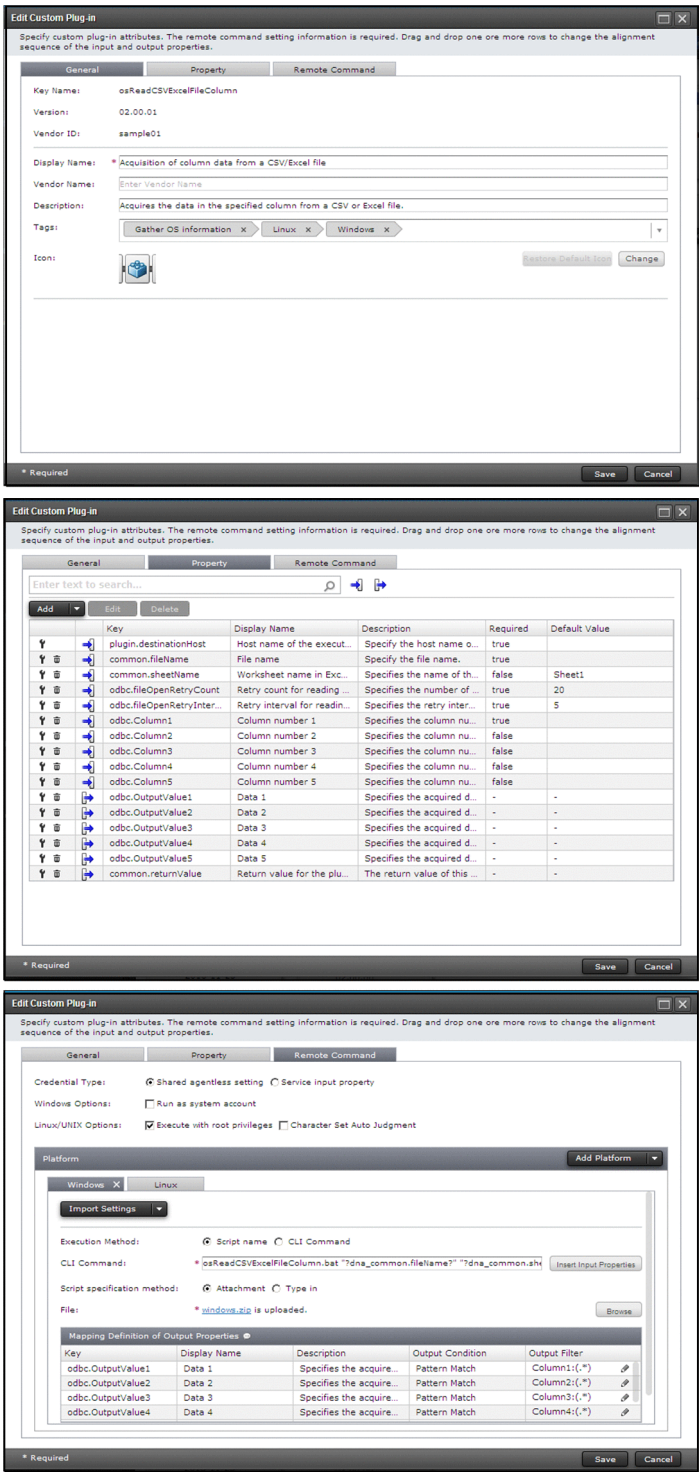 Edit Custom Plug-in
Specify custom plug-in attributes. The remote command setting information is required. Drag and drop one ore more rows to change the alignment
sequence of the input and output properties.
General Property Remote Command
Key Name: osReadCSVExcelFileColumn
Version: 02.00.01
Vendor ID: sample01
Display Name: * Acquisition of column data from a CSV/Excel file
Vendor Name: Enter Vendor Name
Description: Acquires the data in the specified column from a CSV or Excel file.
Tags: Gather OS information x Linux x Windows x
Icon: Restore Default Icon Change
* Required Save Cancel
Edit Custom Plug-in
Specify custom plug-in attributes. The remote command setting information is required. Drag and drop one ore more rows to change the alignment
sequence of the input and output properties.
General Property Remote Command
Enter text to search...
Add Edit Delete
Key Display Name Description Required Default Value
plugin.destinationHost Host name of the execut... Specify the host name o... true
common.fileName File name Specify the file name. true
common.sheetName Worksheet name in Exc... Specifies the name of th... false Sheet1
odbc.fileOpenRetryCount Retry count for reading ... Specifies the number of ... true 20
odbc.fileOpenRetryInter... Retry interval for readin... Specifies the retry inter... true 5
odbc.Column1 Column number 1 Specifies the column nu... true
odbc.Column2 Column number 2 Specifies the column nu... false
odbc.Column3 Column number 3 Specifies the column nu... false
odbc.Column4 Column number 4 Specifies the column nu... false
odbc.Column5 Column number 5 Specifies the column nu... false
odbc.OutputValue1 Data 1 Specifies the acquired d... - -
odbc.OutputValue2 Data 2 Specifies the acquired d... - -
odbc.OutputValue3 Data 3 Specifies the acquired d... - -
odbc.OutputValue4 Data 4 Specifies the acquired d... - -
odbc.OutputValue5 Data 5 Specifies the acquired d... - -
common.returnValue Return value for the plu... The return value of this ... - -
* Required Save Cancel
Edit Custom Plug-in
Specify custom plug-in attributes. The remote command setting information is required. Drag and drop one ore more rows to change the alignment
sequence of the input and output properties.
General Property Remote Command
Credential Type: Shared agentless setting Service input property
Windows Options: Run as system account
Linux/UNIX Options: Execute with root privileges Character Set Auto Judgment
Platform Add Platform
Windows X Linux
Import Settings
Execution Method: Script name CLI Command
CLI Command: * osReadCSVExcelFileColumn.bat "?dna_common.fileName?" "?dna_common.she Insert Input Properties
Script specification method: Attachment Type in
File: * windows.zip is uploaded. Browse
Mapping Definition of Output Properties
Key Display Name Description Output Condition Output Filter
odbc.OutputValue1 Data 1 Specifies the acquire... Pattern Match Column1:(.*)
odbc.OutputValue2 Data 2 Specifies the acquire... Pattern Match Column2:(.*)
odbc.OutputValue3 Data 3 Specifies the acquire... Pattern Match Column3:(.*)
odbc.OutputValue4 Data 4 Specifies the acquire... Pattern Match Column4:(.*)
* Required Save Cancel